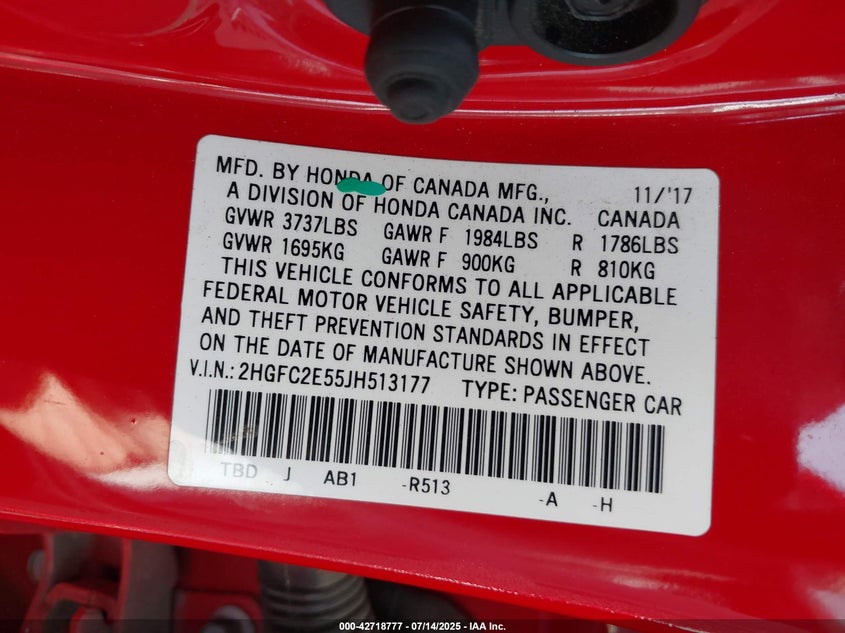 MFD. BY HONDA OF CANADA MFG., 11/'17
A DIVISION OF HONDA CANADA INC. CANADA
GVWR 3737LBS GAWR F 1984LBS R 1786LBS
GVWR 1695KG GAWR F 900KG R 810KG
THIS VEHICLE CONFORMS TO ALL APPLICABLE
FEDERAL MOTOR VEHICLE SAFETY, BUMPER,
AND THEFT PREVENTION STANDARDS IN EFFECT
ON THE DATE OF MANUFACTURE SHOWN ABOVE.
V.I.N.: 2HGFC2E55JH513177 TYPE: PASSENGER CAR
TBD J AB1 -R513 -A -H
000-42718777 - 07/14/2025 - IAA Inc.